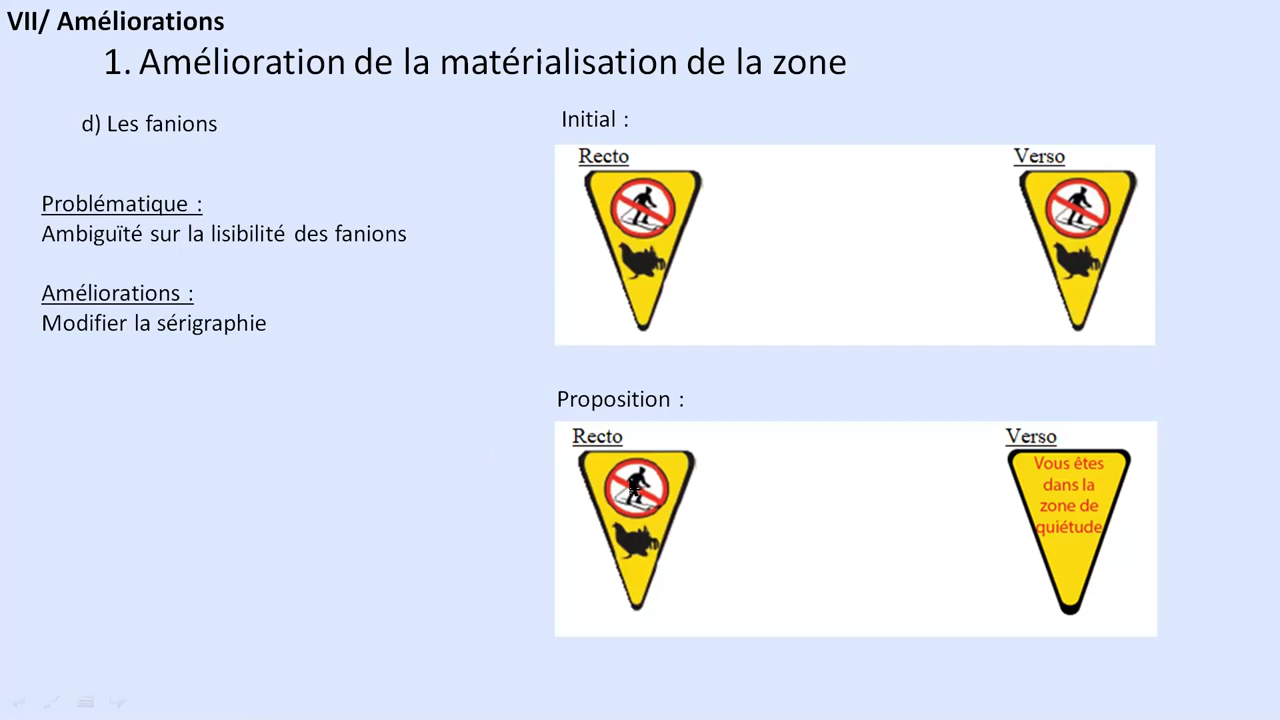 VII/ Améliorations
1. Amélioration de la matérialisation de la zone
d) Les fanions
Problématique :
Ambiguïté sur la lisibilité des fanions
Améliorations :
Modifier la sérigraphie
Initial :
Recto
Verso
Proposition :
Recto
Verso
Vous êtes
dans la
zone de
quiétude